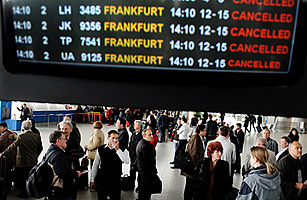 14:10 2 LH 3485 FRANKFURT 14:10 12-15 CANCELLED
14:10 2 JK 9285 FRANKFURT 14:10 12-15 CANCELLED
14:10 2 TP 7541 FRANKFURT 14:10 12-15 CANCELLED
14:10 2 UA 9125 FRANKFURT 14:10 12-15 CANCELLED